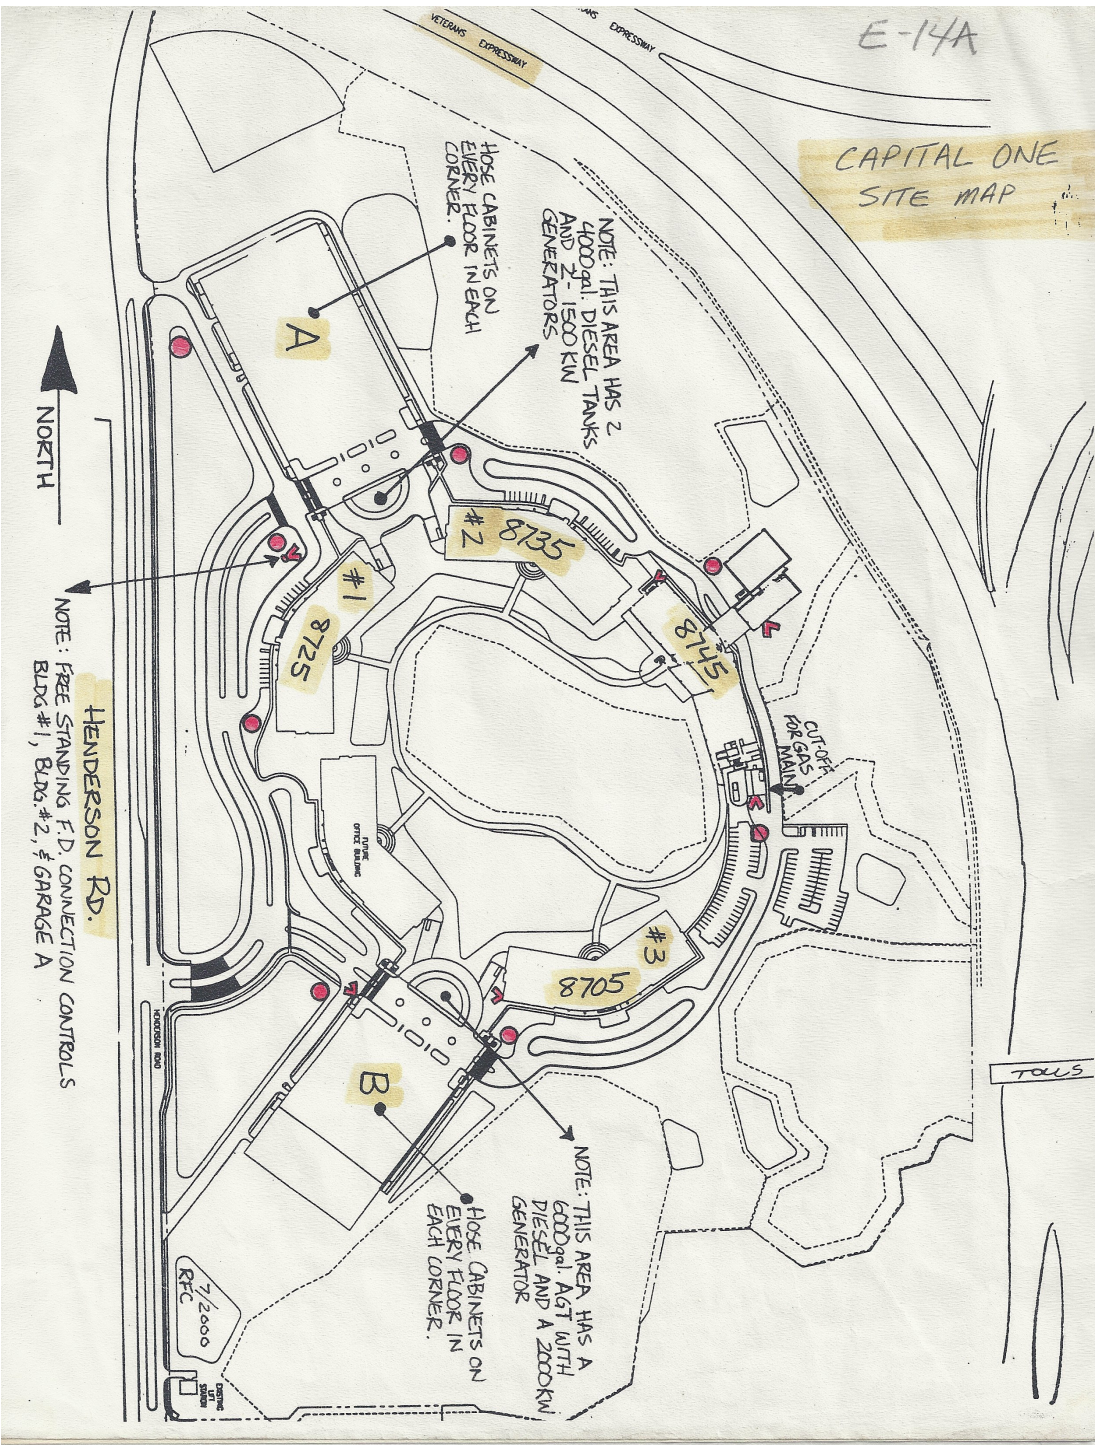 E-14A
CAPITAL ONE
SITE MAP
VETERANS EXPRESSWAY
EXPRESSWAY
HOSE CABINETS ON
EVERY FLOOR IN EACH
CORNER.
NOTE: THIS AREA HAS 2
4000gal. DIESEL TANKS
AND 2- 1500 KW
GENERATORS
A
NORTH
#2 8735
#1
8725
8745
CUT-OFF
FOR GAS
MAIN
FUTURE
OFFICE BUILDING
#3
8705
B
TOLLS
HENDERSON RD.
NOTE: FREE STANDING F.D. CONNECTION CONTROLS
BLDG.#1, BLDG.#2, & GARAGE A
HENDERSON ROAD
NOTE: THIS AREA HAS A
6000gal. AGT WITH
DIESEL AND A 2000KW
GENERATOR
HOSE CABINETS ON
EVERY FLOOR IN
EACH CORNER.
7/2000
RFC
EXISTING
LIFT
STATION